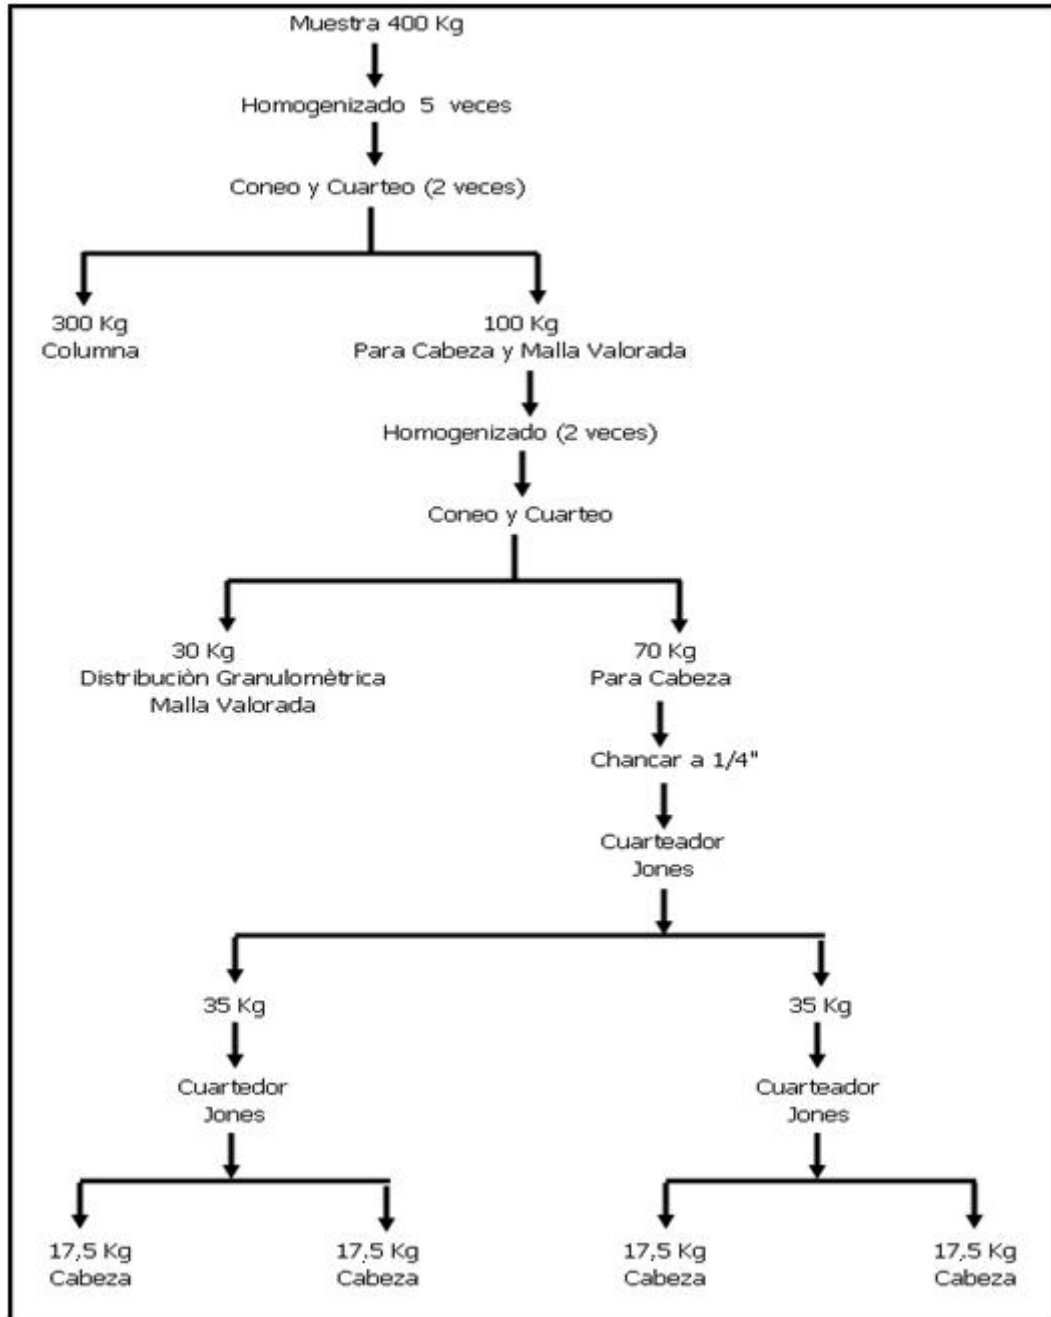 Muestra 400 Kg
Homogenizado 5 veces
Coneo y Cuarteo (2 veces)
300 Kg
Columna
100 Kg
Para Cabeza y Malla Valorada
Homogenizado (2 veces)
Coneo y Cuarteo
30 Kg
Distribuciòn Granulomètrica
Malla Valorada
70 Kg
Para Cabeza
Chancar a 1/4"
Cuarteador
Jones
35 Kg
35 Kg
Cuartedor
Jones
Cuarteador
Jones
17,5 Kg
Cabeza
17,5 Kg
Cabeza
17,5 Kg
Cabeza
17,5 Kg
Cabeza